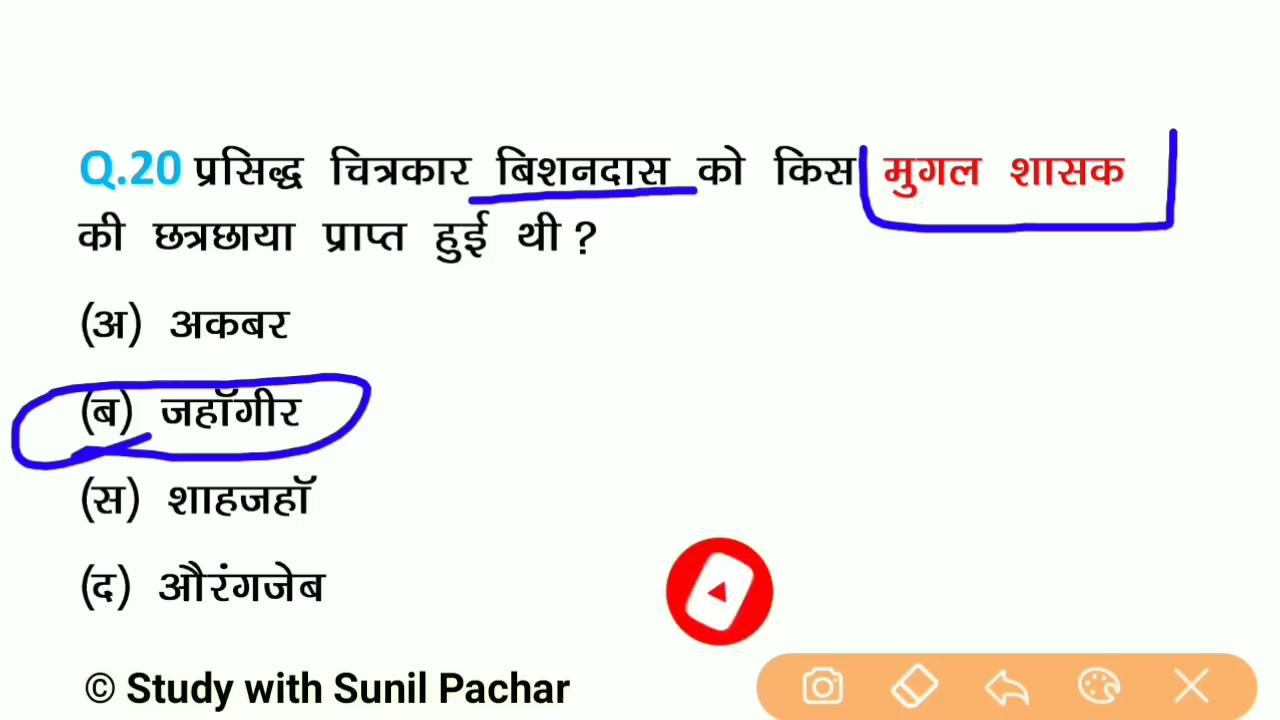 Q.20 प्रसिद्ध चित्रकार बिशनदास को किस मुगल शासक
की छत्रछाया प्राप्त हुई थी ?
(अ) अकबर
(ब) जहाॅगीर
(स) शाहजहाॅ
(द) औरंगजेब
© Study with Sunil Pachar